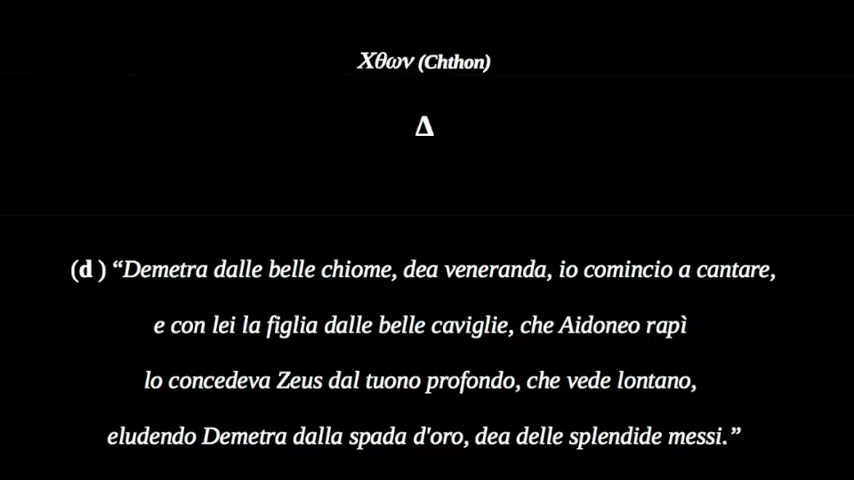 Χθων (Chthon)
Δ
(d ) “Demetra dalle belle chiome, dea veneranda, io comincio a cantare,
e con lei la figlia dalle belle caviglie, che Aidoneo rapì
lo concedeva Zeus dal tuono profondo, che vede lontano,
eludendo Demetra dalla spada d'oro, dea delle splendide messi.”